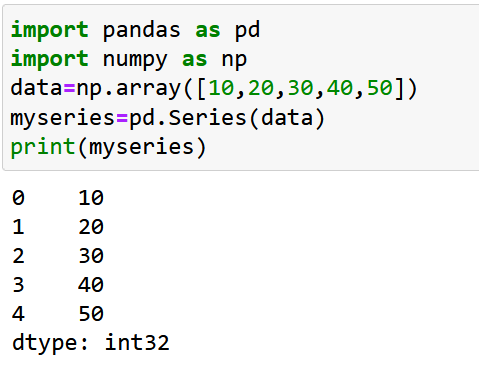 import pandas as pd
import numpy as np
data=np.array([10,20,30,40,50])
myseries=pd.Series(data)
print(myseries)
0    10
1    20
2    30
3    40
4    50
dtype: int32